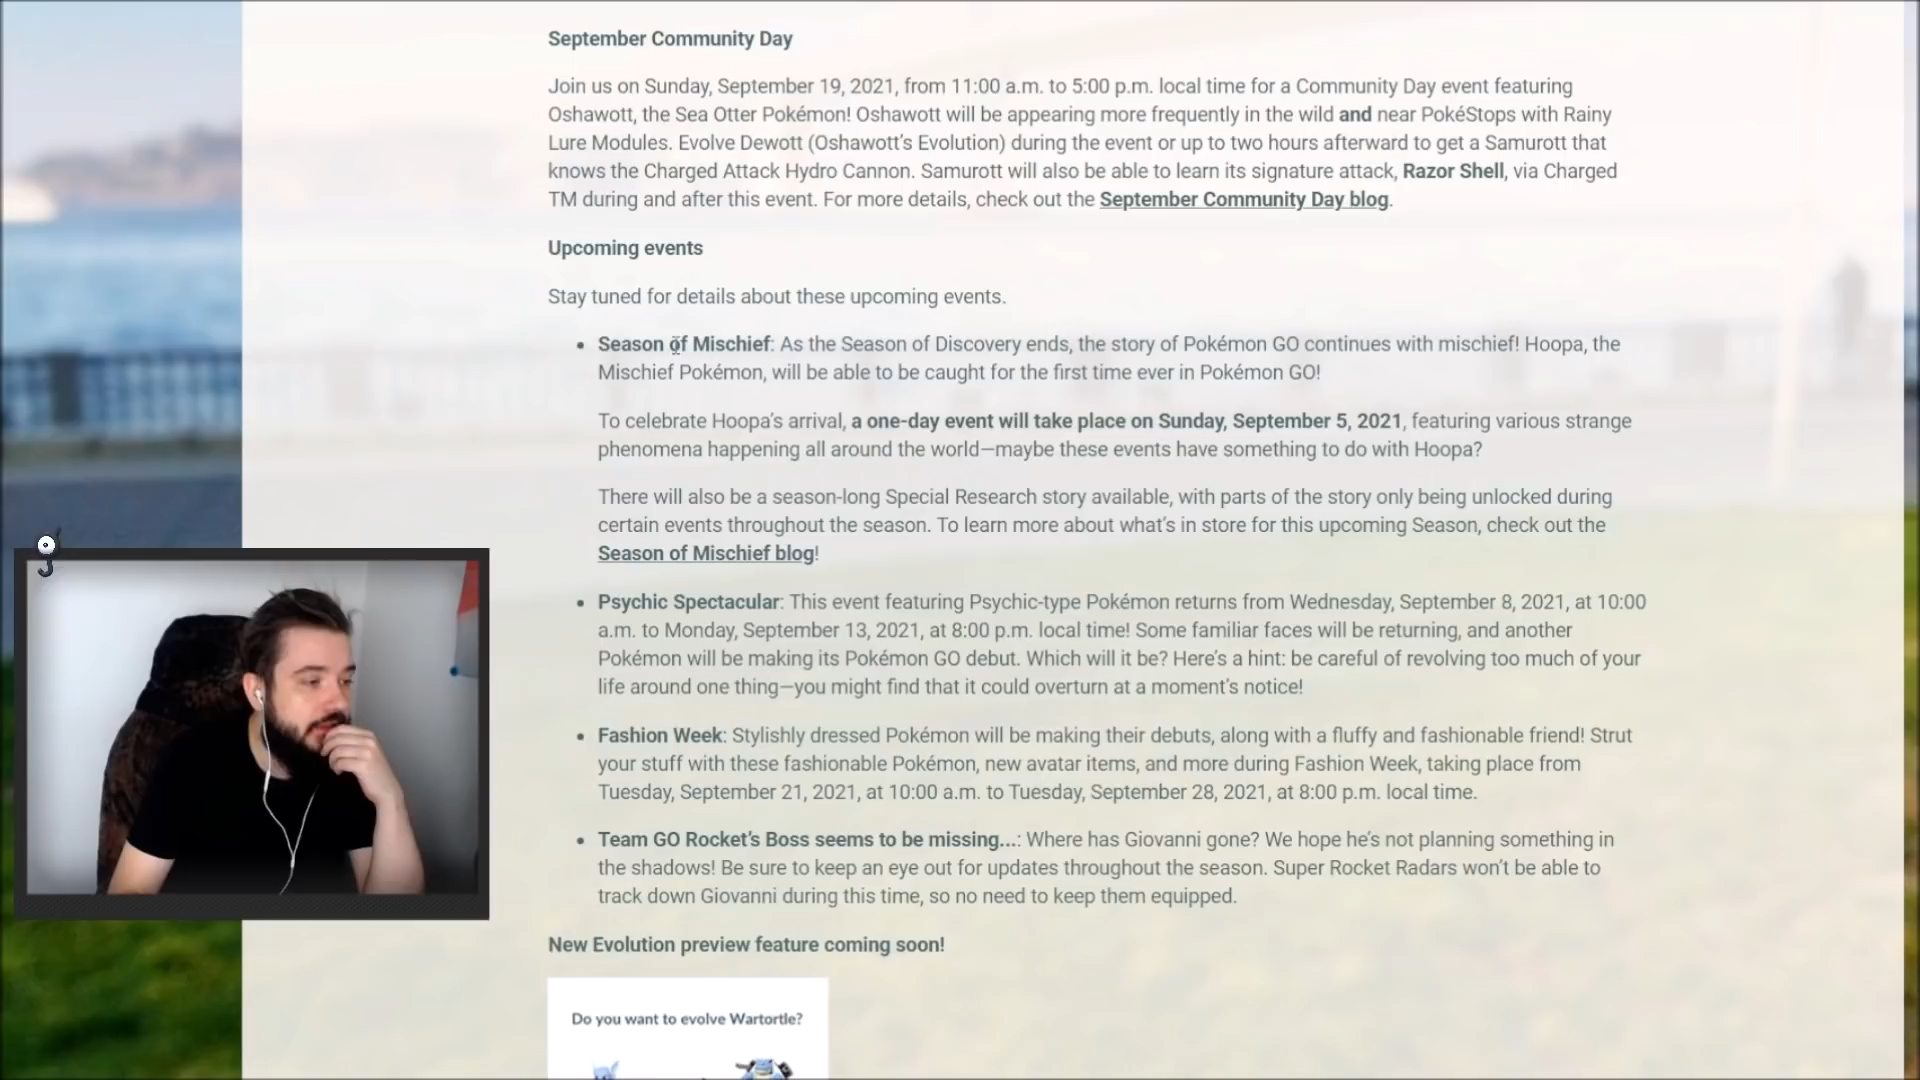 September Community Day
Join us on Sunday, September 19, 2021, from 11:00 a.m. to 5:00 p.m. local time for a Community Day event featuring
Oshawott, the Sea Otter Pokémon! Oshawott will be appearing more frequently in the wild and near PokéStops with Rainy
Lure Modules. Evolve Dewott (Oshawott’s Evolution) during the event or up to two hours afterward to get a Samurott that
knows the Charged Attack Hydro Cannon. Samurott will also be able to learn its signature attack, Razor Shell, via Charged
TM during and after this event. For more details, check out the September Community Day blog.
Upcoming events
Stay tuned for details about these upcoming events.
• Season of Mischief: As the Season of Discovery ends, the story of Pokémon GO continues with mischief! Hoopa, the
Mischief Pokémon, will be able to be caught for the first time ever in Pokémon GO!
To celebrate Hoopa’s arrival, a one-day event will take place on Sunday, September 5, 2021, featuring various strange
phenomena happening all around the world—maybe these events have something to do with Hoopa?
There will also be a season-long Special Research story available, with parts of the story only being unlocked during
certain events throughout the season. To learn more about what’s in store for this upcoming Season, check out the
Season of Mischief blog!
• Psychic Spectacular: This event featuring Psychic-type Pokémon returns from Wednesday, September 8, 2021, at 10:00
a.m. to Monday, September 13, 2021, at 8:00 p.m. local time! Some familiar faces will be returning, and another
Pokémon will be making its Pokémon GO debut. Which will it be? Here’s a hint: be careful of revolving too much of your
life around one thing—you might find that it could overturn at a moment’s notice!
• Fashion Week: Stylishly dressed Pokémon will be making their debuts, along with a fluffy and fashionable friend! Strut
your stuff with these fashionable Pokémon, new avatar items, and more during Fashion Week, taking place from
Tuesday, September 21, 2021, at 10:00 a.m. to Tuesday, September 28, 2021, at 8:00 p.m. local time.
• Team GO Rocket’s Boss seems to be missing...: Where has Giovanni gone? We hope he’s not planning something in
the shadows! Be sure to keep an eye out for updates throughout the season. Super Rocket Radars won’t be able to
track down Giovanni during this time, so no need to keep them equipped.
New Evolution preview feature coming soon!
Do you want to evolve Wartortle?